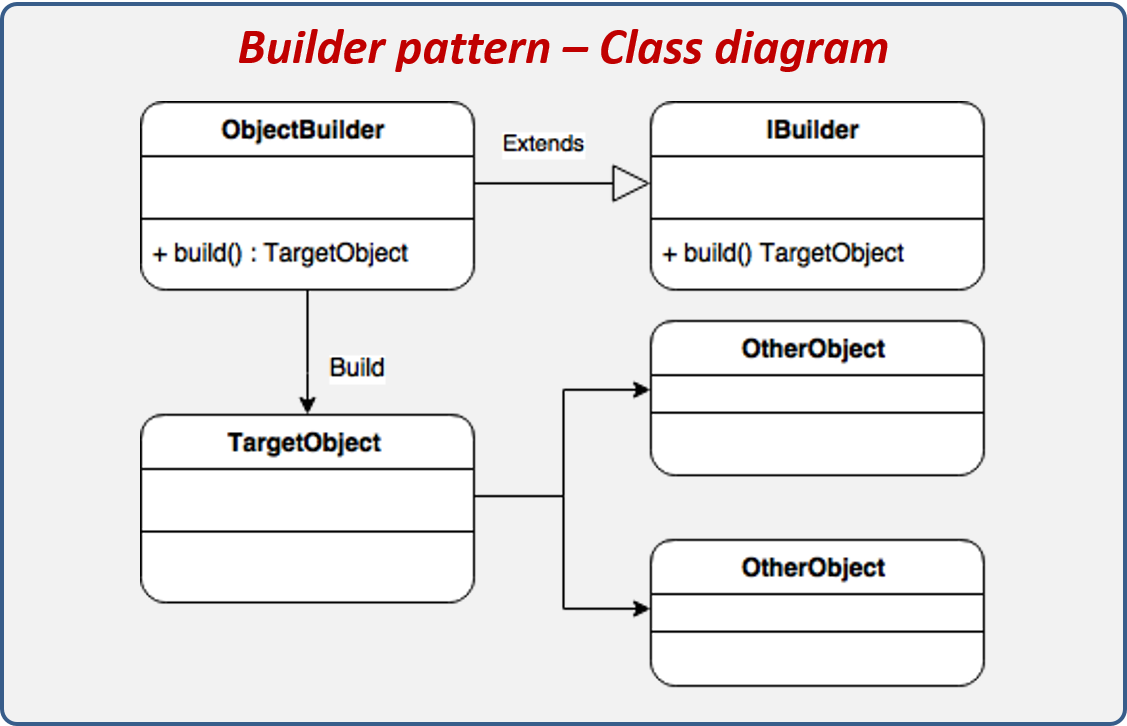 Builder pattern – Class diagram
ObjectBuilder
Extends
IBuilder
+ build() : TargetObject
+ build() TargetObject
Build
OtherObject
TargetObject
OtherObject